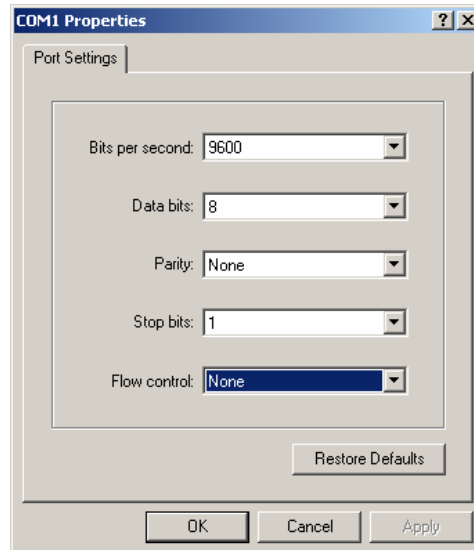 COM1 Properties
Port Settings
Bits per second: 9600
Data bits: 8
Parity: None
Stop bits: 1
Flow control: None
Restore Defaults
OK Cancel Apply